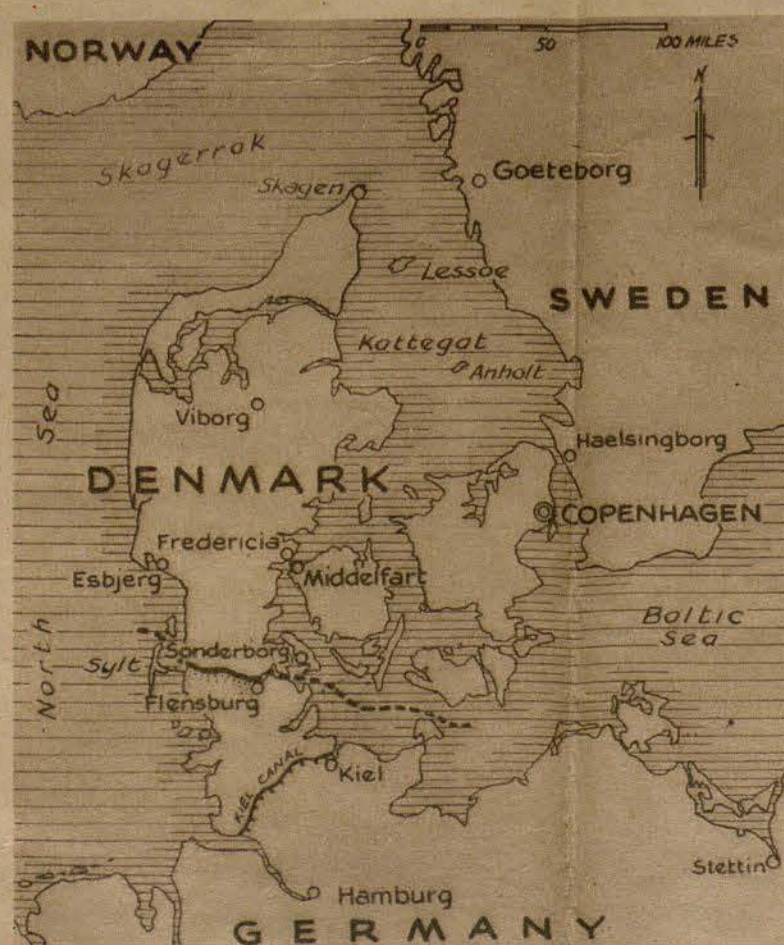 NORWAY
0 50 100 MILES
N
Skagerrak
Skagen
Goeteborg
Lessoe
SWEDEN
Kattegat
Anholt
Viborg
Sea
Haelsingborg
DENMARK
COPENHAGEN
Fredericia
Esbjerg
Middelfart
Baltic
Sea
North
Sylt
Sonderborg
Flensburg
KIEL CANAL
Kiel
Stettin
Hamburg
GERMANY